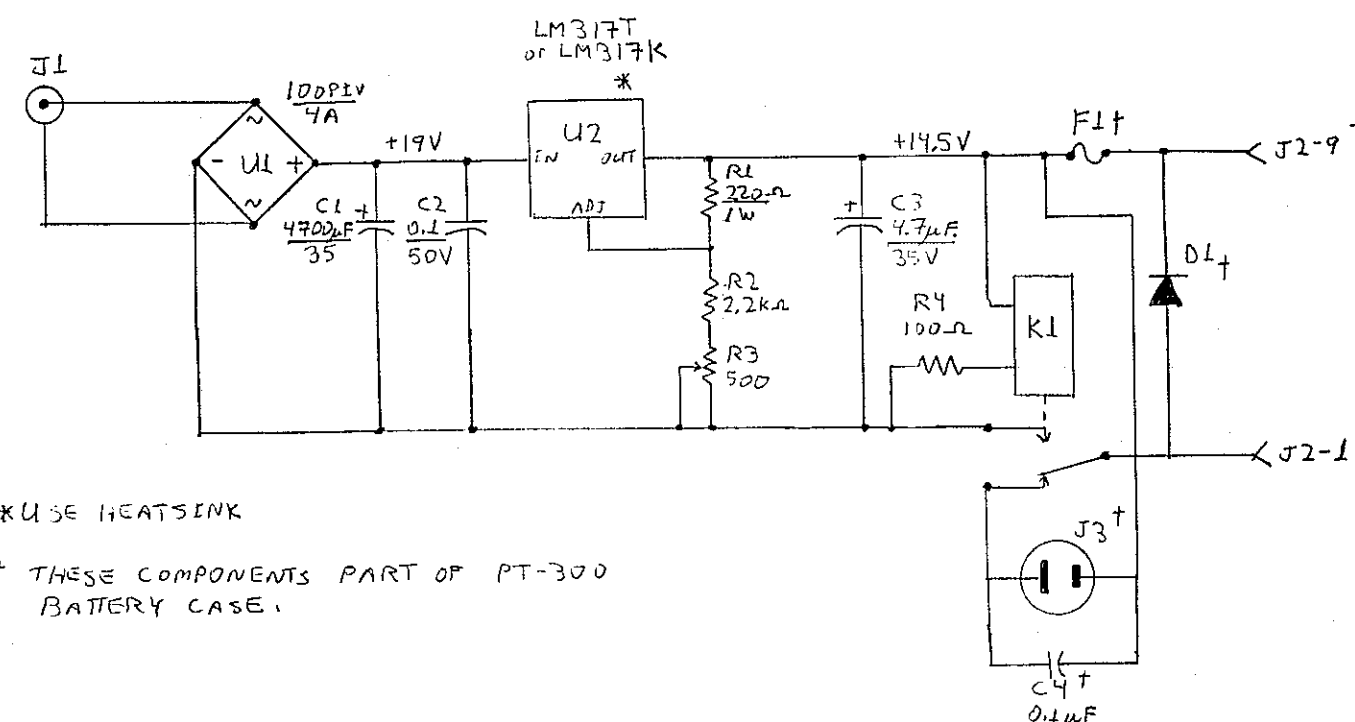 LM317T
or LM317K
*
J1
100PIV
4A
~
- U1 +
~
+19V
U2
IN OUT
ADJ
+14.5V
F1†
J2-9
R1
220Ω
1W
C1 +
4700µF
35
C2
0.1
50V
+ C3
4.7µF
35V
D1†
R2
2.2kΩ
R4
100Ω
K1
R3
500
J2-1
*USE HEATSINK
J3†
† THESE COMPONENTS PART OF PT-300
BATTERY CASE.
C4†
0.1µF